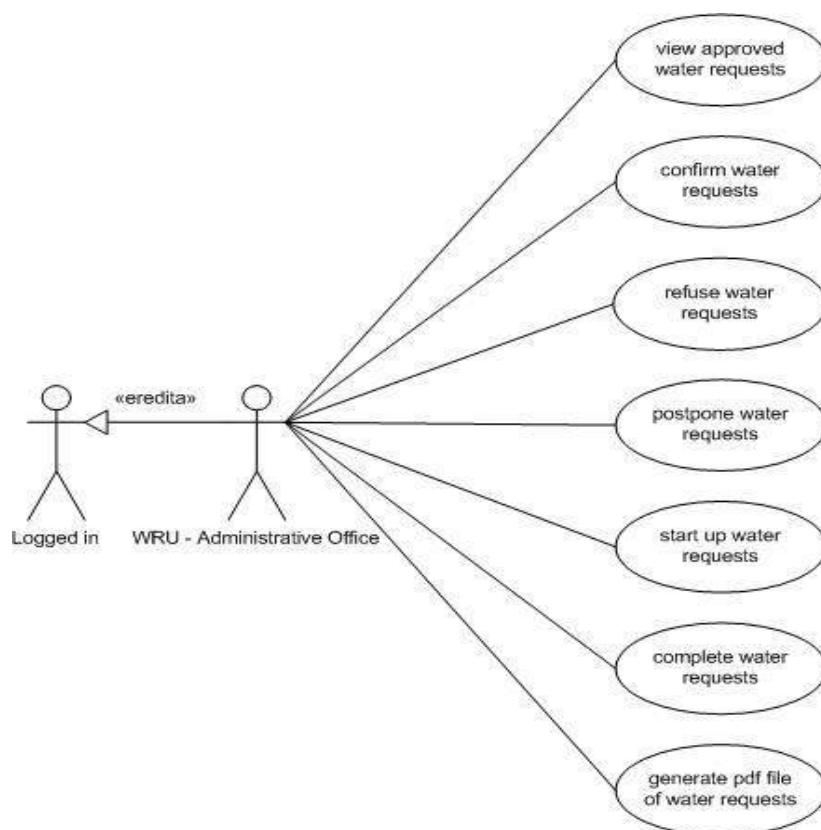 view approved
water requests
confirm water
requests
refuse water
requests
«eredita»
postpone water
requests
Logged in
WRU - Administrative Office
start up water
requests
complete water
requests
generate pdf file
of water requests